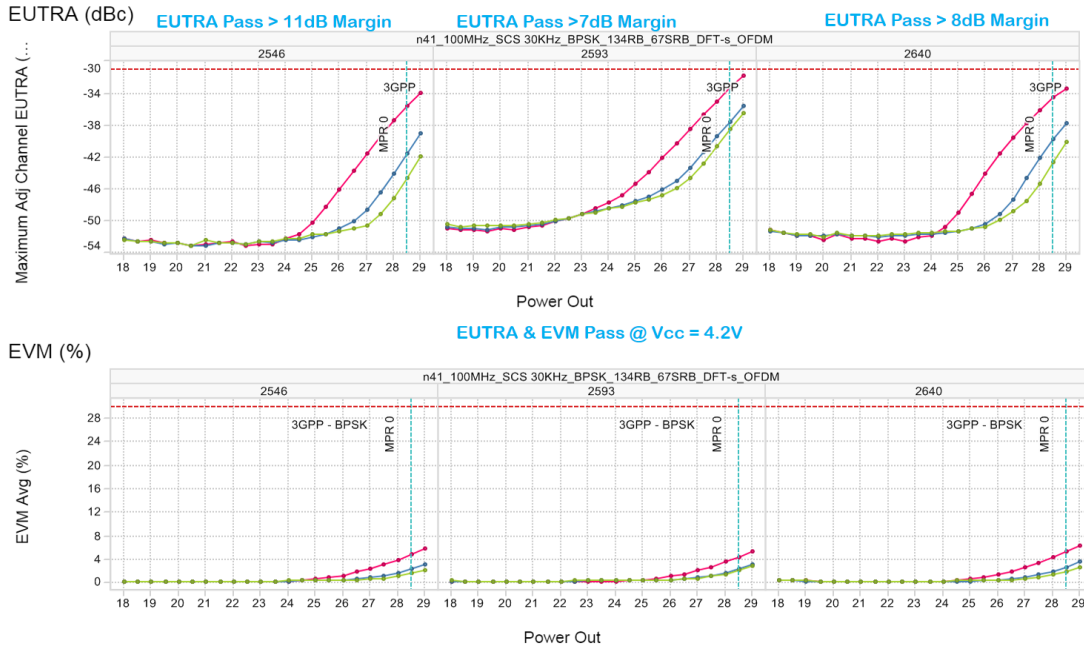 EUTRA (dBc)
EUTRA Pass > 11dB Margin
EUTRA Pass >7dB Margin
EUTRA Pass > 8dB Margin
n41_100MHz_SCS 30KHz_BPSK_134RB_67SRB_DFT-s_OFDM
2546 2593 2640
Maximum Adj Channel EUTRA (...
-30
-34
-38
-42
-46
-50
-54
3GPP
MPR 0
3GPP
MPR 0
3GPP
MPR 0
18 19 20 21 22 23 24 25 26 27 28 29 18 19 20 21 22 23 24 25 26 27 28 29 18 19 20 21 22 23 24 25 26 27 28 29
Power Out
EUTRA & EVM Pass @ Vcc = 4.2V
EVM (%)
n41_100MHz_SCS 30KHz_BPSK_134RB_67SRB_DFT-s_OFDM
2546 2593 2640
EVM Avg (%)
28
24
20
16
12
8
4
0
3GPP - BPSK
MPR 0
3GPP - BPSK
MPR 0
3GPP - BPSK
MPR 0
18 19 20 21 22 23 24 25 26 27 28 29 18 19 20 21 22 23 24 25 26 27 28 29 18 19 20 21 22 23 24 25 26 27 28 29
Power Out